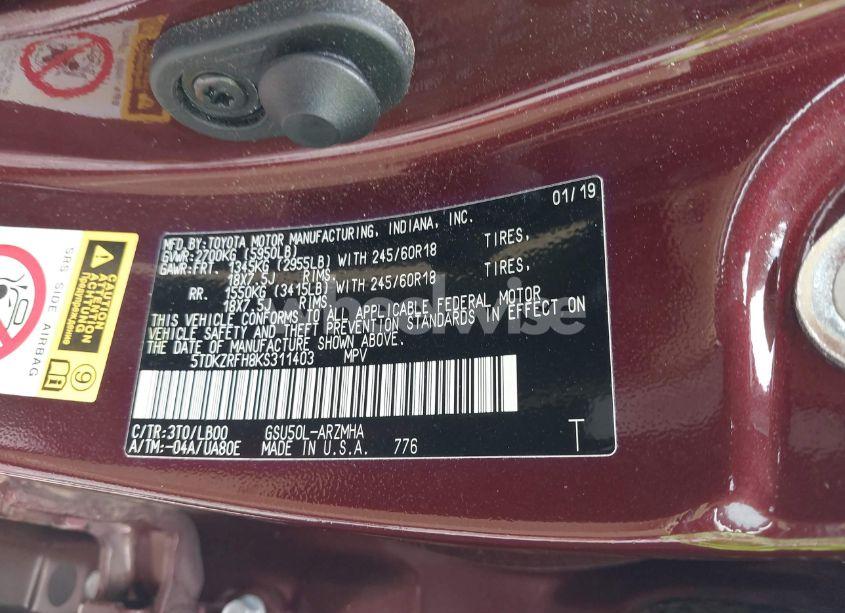 01/19
MFD.BY:TOYOTA MOTOR MANUFACTURING, INDIANA, INC.
GVWR:2700KG (5950LB)
GAWR:FRT. 1345KG (2955LB) WITH 245/60R18 TIRES,
18X7.5J RIMS.
RR. 1550KG (3415LB) WITH 245/60R18 TIRES,
18X7.5J RIMS.
THIS VEHICLE CONFORMS TO ALL APPLICABLE FEDERAL MOTOR
VEHICLE SAFETY AND THEFT PREVENTION STANDARDS IN EFFECT ON
THE DATE OF MANUFACTURE SHOWN ABOVE.
5TDKZRFH8KS311403 MPV
C/TR:3T0/LB00 GSU50L-ARZMHA
A/TM:-04A/UA80E MADE IN U.S.A. 776 T
SRS SIDE AIRBAG
CAUTION
ACTENTION